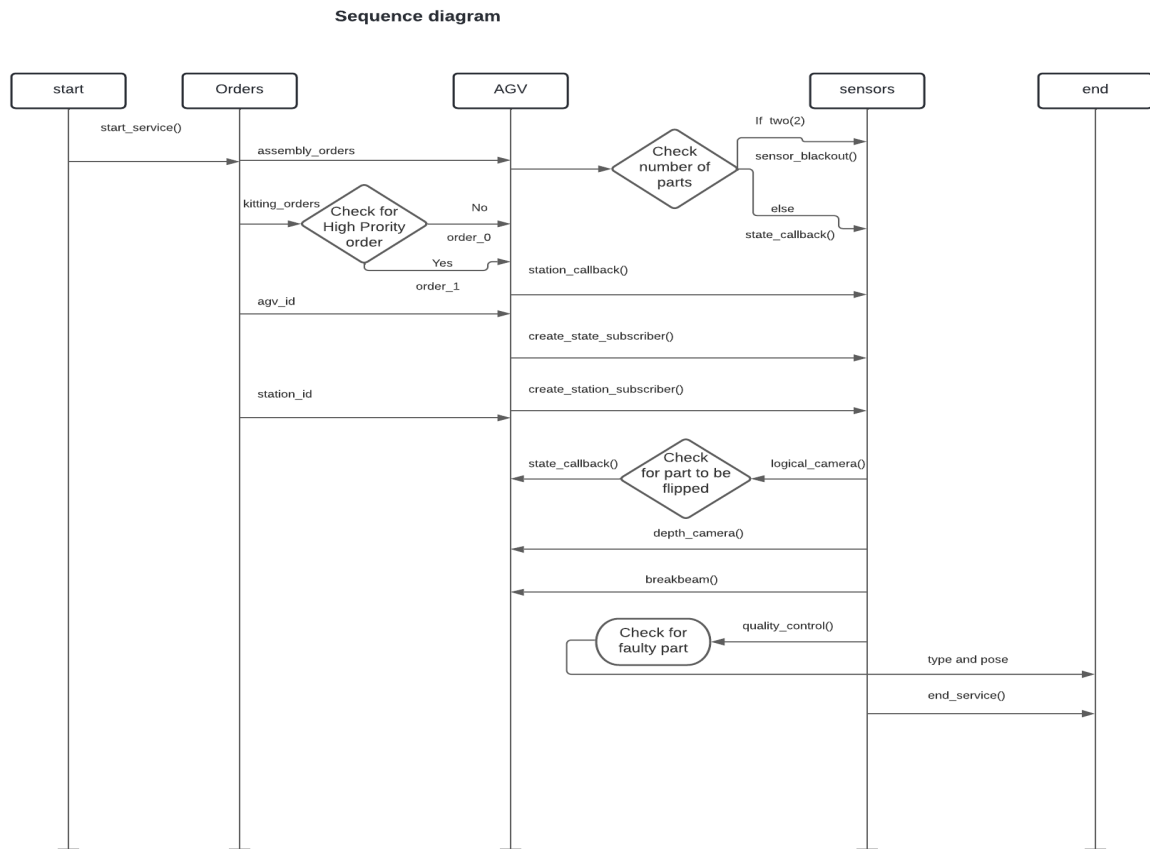 Sequence diagram
start
Orders
AGV
sensors
end
start_service()
If two(2)
assembly_orders
Check
number of
parts
sensor_blackout()
kitting_orders
Check for
High Prority
order
No
order_0
else
state_callback()
Yes
order_1
station_callback()
agv_id
create_state_subscriber()
station_id
create_station_subscriber()
state_callback()
Check
for part to be
flipped
logical_camera()
depth_camera()
breakbeam()
Check for
faulty part
quality_control()
type and pose
end_service()